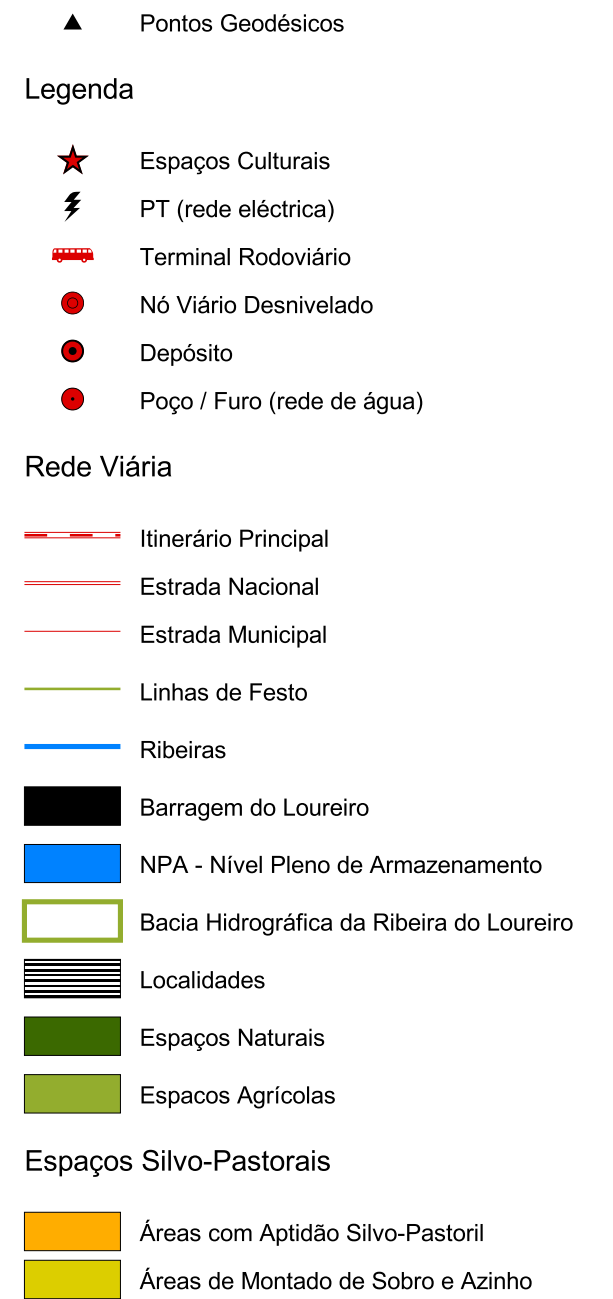 Pontos Geodésicos
Legenda
Espaços Culturais
PT (rede eléctrica)
Terminal Rodoviário
Nó Viário Desnivelado
Depósito
Poço / Furo (rede de água)
Rede Viária
Itinerário Principal
Estrada Nacional
Estrada Municipal
Linhas de Festo
Ribeiras
Barragem do Loureiro
NPA - Nível Pleno de Armazenamento
Bacia Hidrográfica da Ribeira do Loureiro
Localidades
Espaços Naturais
Espacos Agrícolas
Espaços Silvo-Pastorais
Áreas com Aptidão Silvo-Pastoril
Áreas de Montado de Sobro e Azinho